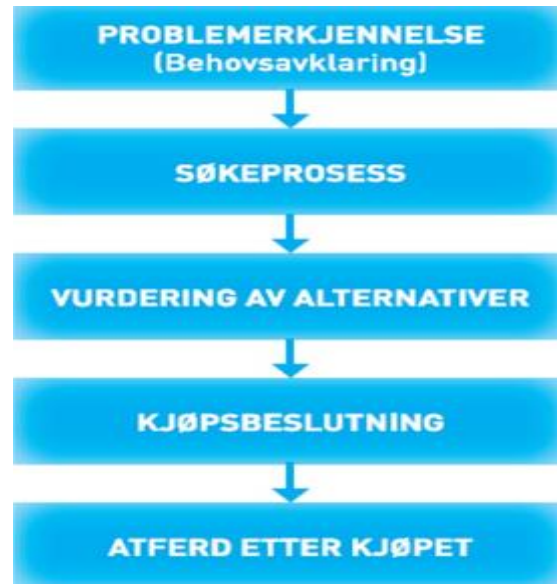 PROBLEMERKJENNELSE
(Behovsavklaring)
SØKEPROSESS
VURDERING AV ALTERNATIVER
KJØPSBESLUTNING
ATFERD ETTER KJØPET